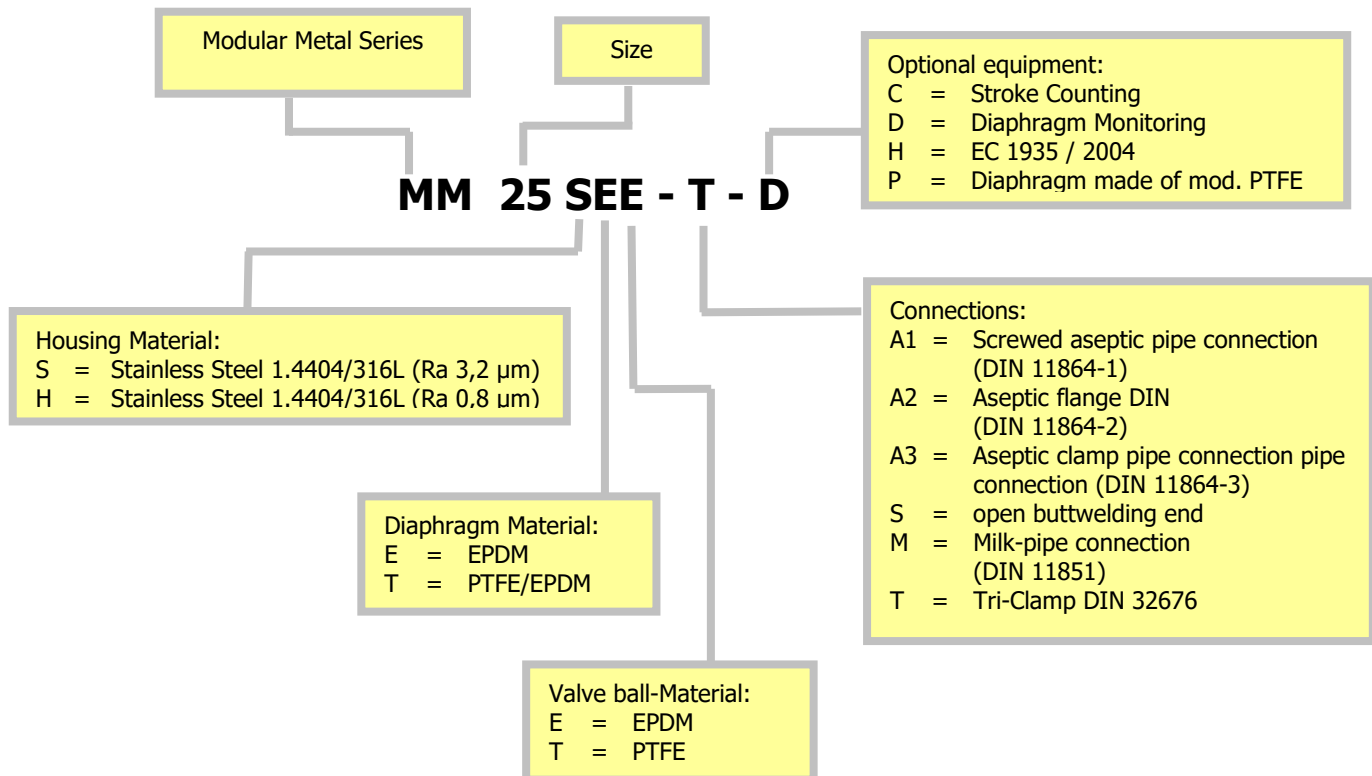 Modular Metal Series
Size
Optional equipment:
C = Stroke Counting
D = Diaphragm Monitoring
H = EC 1935 / 2004
P = Diaphragm made of mod. PTFE
MM 25 SEE - T - D
Housing Material:
S = Stainless Steel 1.4404/316L (Ra 3,2 µm)
H = Stainless Steel 1.4404/316L (Ra 0,8 µm)
Connections:
A1 = Screwed aseptic pipe connection
(DIN 11864-1)
A2 = Aseptic flange DIN
(DIN 11864-2)
A3 = Aseptic clamp pipe connection pipe
connection (DIN 11864-3)
S = open buttwelding end
M = Milk-pipe connection
(DIN 11851)
T = Tri-Clamp DIN 32676
Diaphragm Material:
E = EPDM
T = PTFE/EPDM
Valve ball-Material:
E = EPDM
T = PTFE